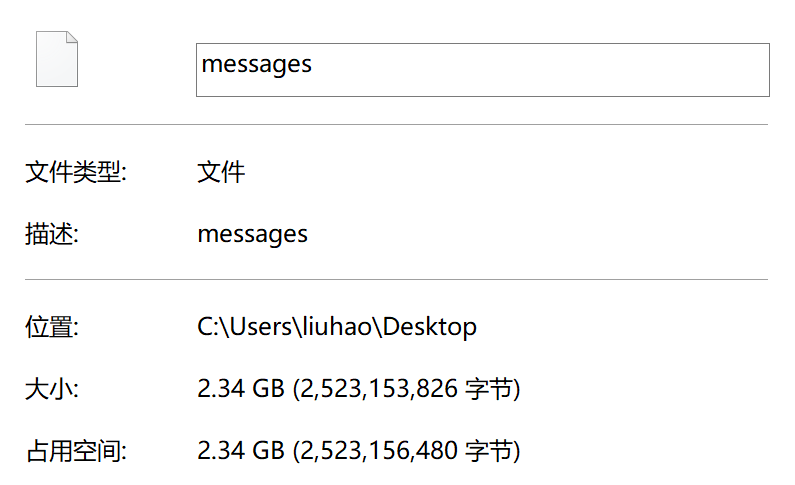 messages
文件类型: 文件
描述: messages
位置: C:\Users\liuhao\Desktop
大小: 2.34 GB (2,523,153,826 字节)
占用空间: 2.34 GB (2,523,156,480 字节)